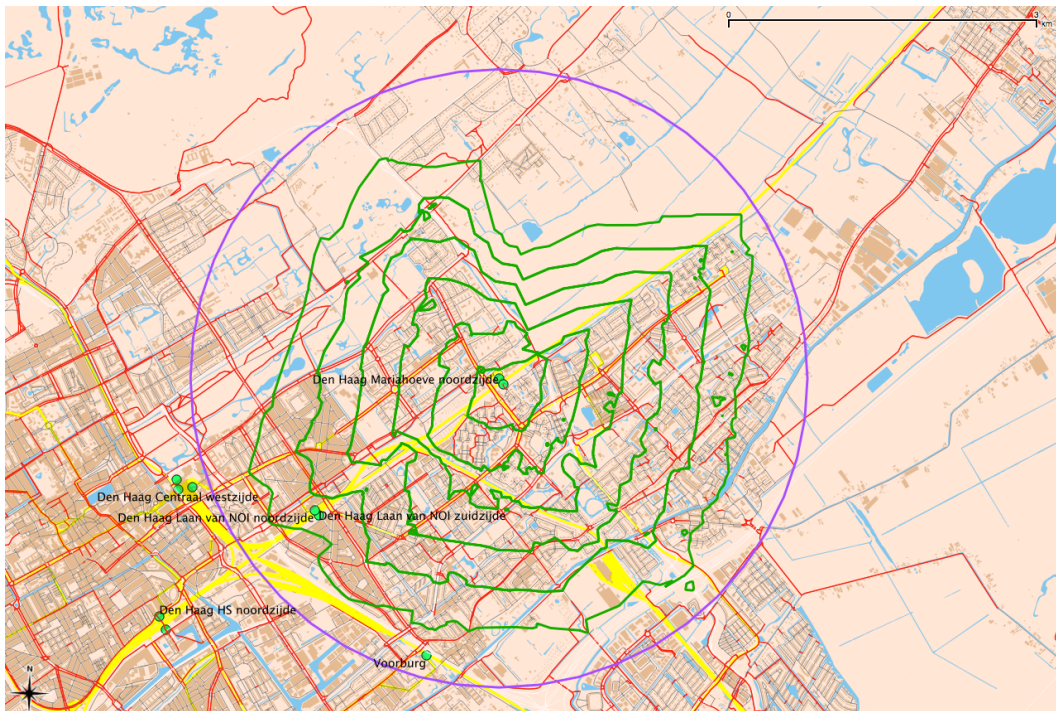 0 3
km
Den Haag Mariahoeve noordzijde
Den Haag Centraal westzijde
Den Haag Laan van NOI noordzijde
Den Haag Laan van NOI zuidzijde
Den Haag HS noordzijde
Voorburg
N